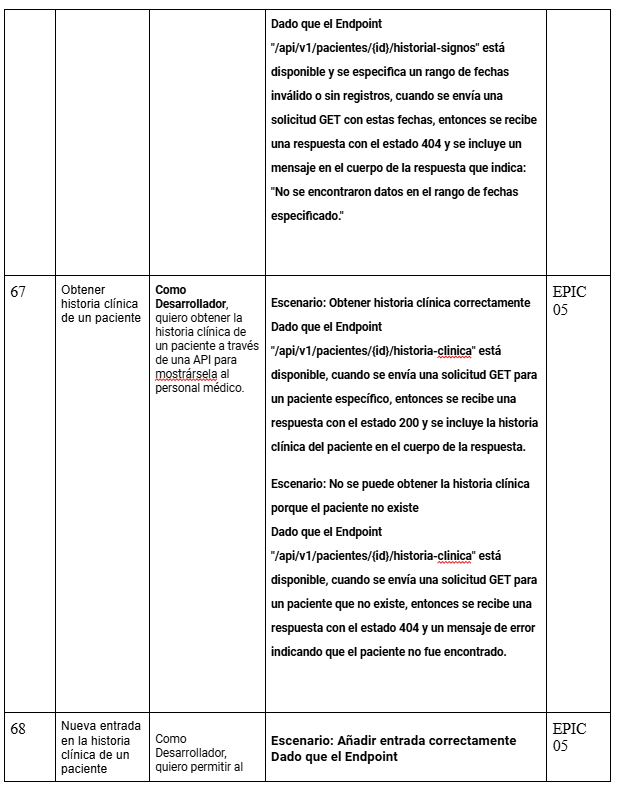 Dado que el Endpoint
"/api/v1/pacientes/{id}/historial-signos" está
disponible y se especifica un rango de fechas
inválido o sin registros, cuando se envía una
solicitud GET con estas fechas, entonces se recibe
una respuesta con el estado 404 y se incluye un
mensaje en el cuerpo de la respuesta que indica:
"No se encontraron datos en el rango de fechas
especificado."
67
Obtener
historia clínica
de un paciente
Como
Desarrollador,
quiero obtener la
historia clínica de
un paciente a través
de una API para
mostrársela al
personal médico.
Escenario: Obtener historia clínica correctamente
Dado que el Endpoint
"/api/v1/pacientes/{id}/historia-clinica" está
disponible, cuando se envía una solicitud GET para
un paciente específico, entonces se recibe una
respuesta con el estado 200 y se incluye la historia
clínica del paciente en el cuerpo de la respuesta.
Escenario: No se puede obtener la historia clínica
porque el paciente no existe
Dado que el Endpoint
"/api/v1/pacientes/{id}/historia-clinica" está
disponible, cuando se envía una solicitud GET para
un paciente que no existe, entonces se recibe una
respuesta con el estado 404 y un mensaje de error
indicando que el paciente no fue encontrado.
EPIC
05
68
Nueva entrada
en la historia
clínica de un
paciente
Como
Desarrollador,
quiero permitir al
Escenario: Añadir entrada correctamente
Dado que el Endpoint
EPIC
05